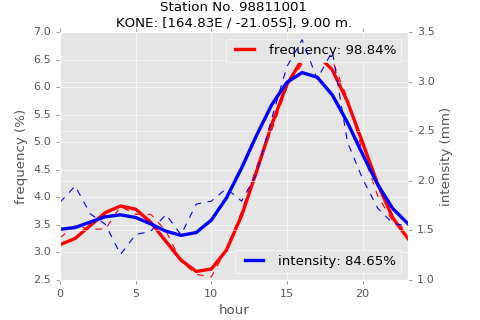 Station No. 98811001
KONE: [164.83E / -21.05S], 9.00 m.
frequency: 98.84%
intensity: 84.65%
frequency (%)
7.0
6.5
6.0
5.5
5.0
4.5
4.0
3.5
3.0
2.5
intensity (mm)
3.5
3.0
2.5
2.0
1.5
1.0
0 5 10 15 20
hour